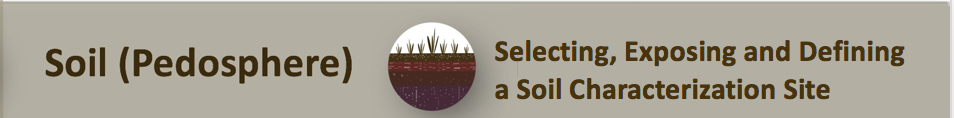 Soil (Pedosphere)
Selecting, Exposing and Defining
a Soil Characterization Site